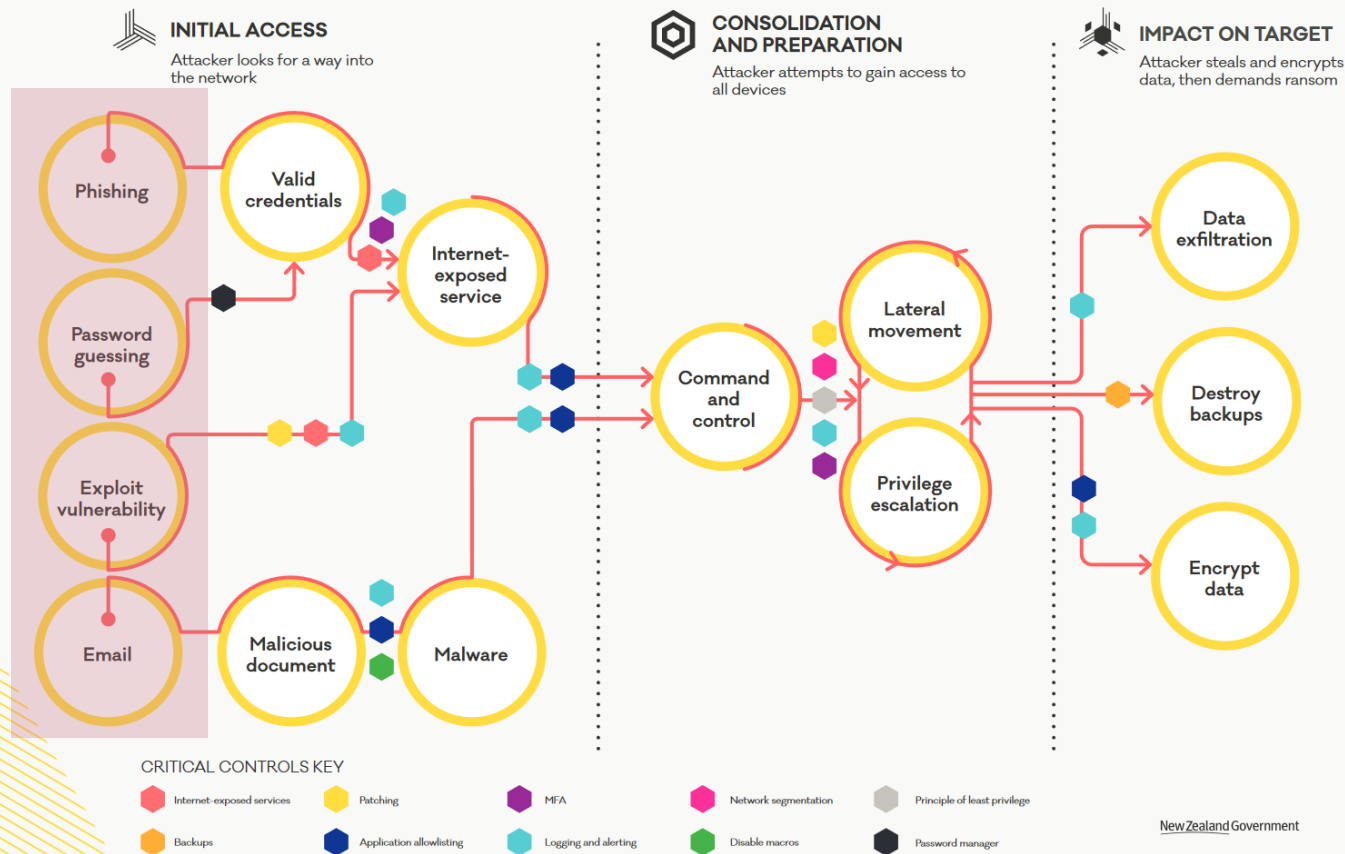 INITIAL ACCESS
Attacker looks for a way into
the network
CONSOLIDATION
AND PREPARATION
Attacker attempts to gain access to
all devices
IMPACT ON TARGET
Attacker steals and encrypts
data, then demands ransom
Phishing
Valid
credentials
Password
guessing
Internet-
exposed
service
Exploit
vulnerability
Email
Malicious
document
Malware
Command
and
control
Lateral
movement
Privilege
escalation
Data
exfiltration
Destroy
backups
Encrypt
data
CRITICAL CONTROLS KEY
Internet-exposed services
Patching
MFA
Network segmentation
Principle of least privilege
Backups
Application allowlisting
Logging and alerting
Disable macros
Password manager
New Zealand Government